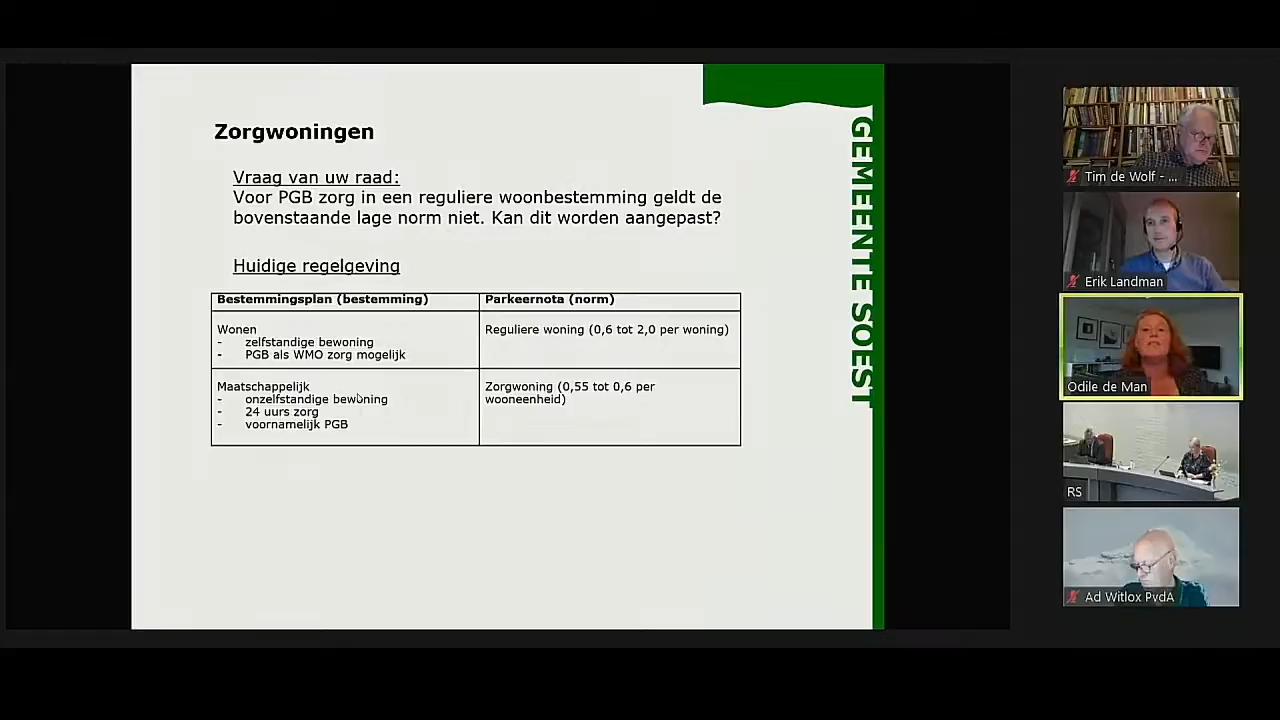 Zorgwoningen
Vraag van uw raad:
Voor PGB zorg in een reguliere woonbestemming geldt de
bovenstaande lage norm niet. Kan dit worden aangepast?
Huidige regelgeving
Bestemmingsplan (bestemming)
Parkeernota (norm)
Wonen
- zelfstandige bewoning
- PGB als WMO zorg mogelijk
Reguliere woning (0,6 tot 2,0 per woning)
Maatschappelijk
- onzelfstandige bewoning
- 24 uurs zorg
- voornamelijk PGB
Zorgwoning (0,55 tot 0,6 per
wooneenheid)
GEMEENTE SOEST
Tim de Wolf - ...
Erik Landman
Odile de Man
RS
Ad Witlox PvdA